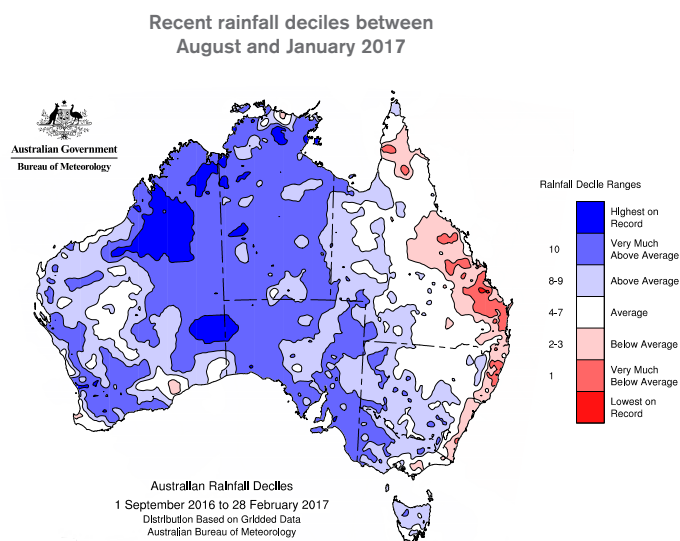 Recent rainfall deciles between
August and January 2017
Australian Government
Bureau of Meteorology
Rainfall Decile Ranges
Highest on
Record
10
Very Much
Above Average
8-9
Above Average
4-7
Average
2-3
Below Average
1
Very Much
Below Average
Lowest on
Record
Australian Rainfall Deciles
1 September 2016 to 28 February 2017
Distribution Based on Gridded Data
Australian Bureau of Meteorology